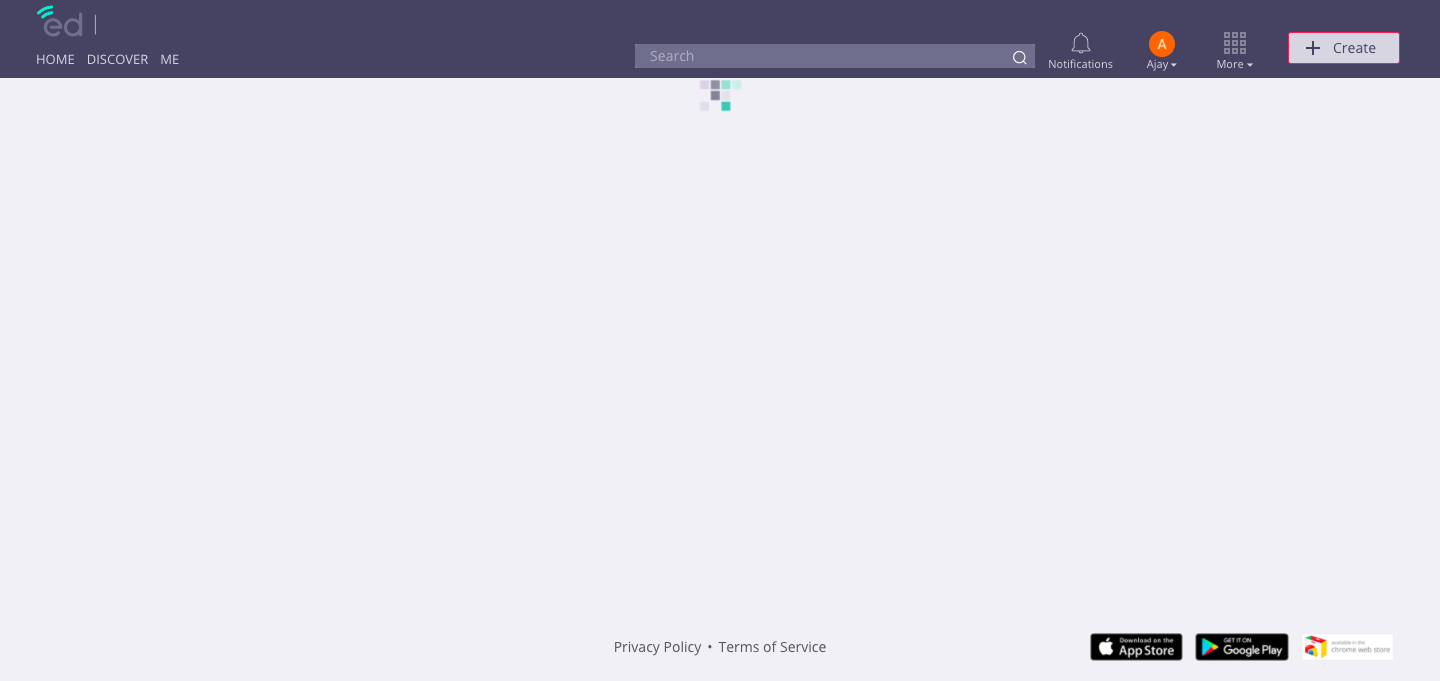 ed
HOME DISCOVER ME
Search
Notifications
A
Ajay
More
Create
Privacy Policy • Terms of Service
Download on the
App Store
GET IT ON
Google Play
available in the
chrome web store